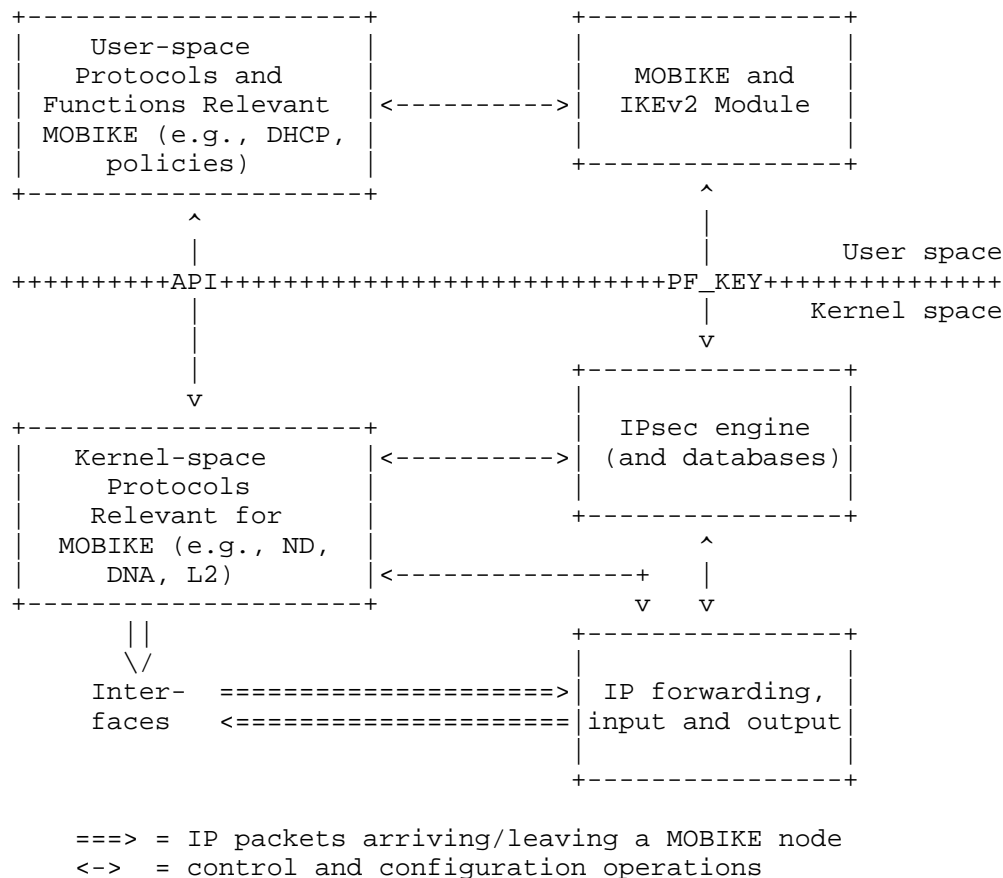 User-space
Protocols and
Functions Relevant
MOBIKE (e.g., DHCP,
policies)
MOBIKE and
IKEv2 Module
User space
API
PF_KEY
Kernel space
IPsec engine
(and databases)
Kernel-space
Protocols
Relevant for
MOBIKE (e.g., ND,
DNA, L2)
Inter-
faces
IP forwarding,
input and output
===> = IP packets arriving/leaving a MOBIKE node
<-> = control and configuration operations